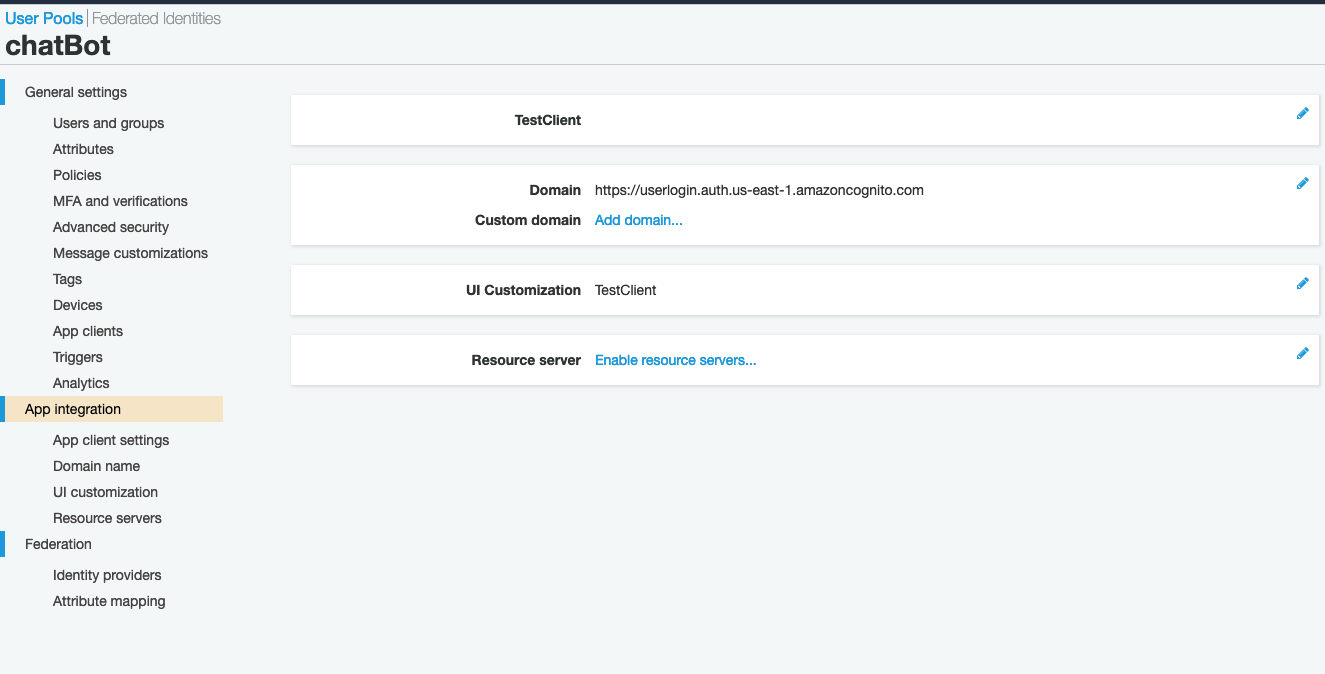 User Pools Federated Identities
chatBot
General settings
Users and groups
Attributes
Policies
MFA and verifications
Advanced security
Message customizations
Tags
Devices
App clients
Triggers
Analytics
App integration
App client settings
Domain name
UI customization
Resource servers
Federation
Identity providers
Attribute mapping
TestClient
Domain https://userlogin.auth.us-east-1.amazoncognito.com
Custom domain Add domain...
UI Customization TestClient
Resource server Enable resource servers...